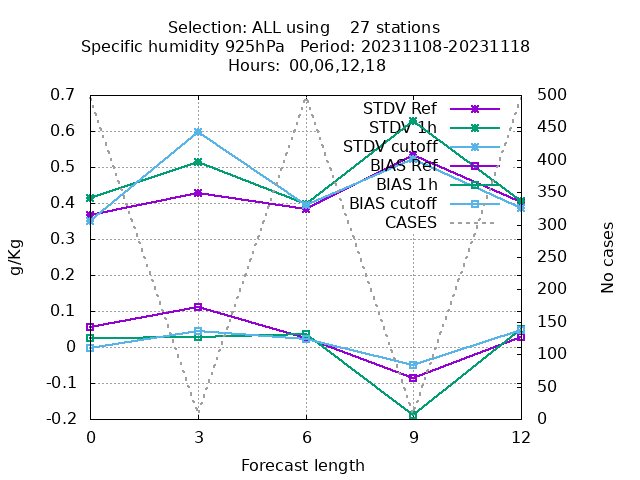 Selection: ALL using    27 stations
Specific humidity 925hPa   Period: 20231108-20231118
Hours: 00,06,12,18
g/Kg
0.7
0.6
0.5
0.4
0.3
0.2
0.1
0
-0.1
-0.2
STDV Ref
STDV 1h
STDV cutoff
BIAS Ref
BIAS 1h
BIAS cutoff
CASES
500
450
400
350
300
250
200
150
100
50
0
No cases
0 3 6 9 12
Forecast length